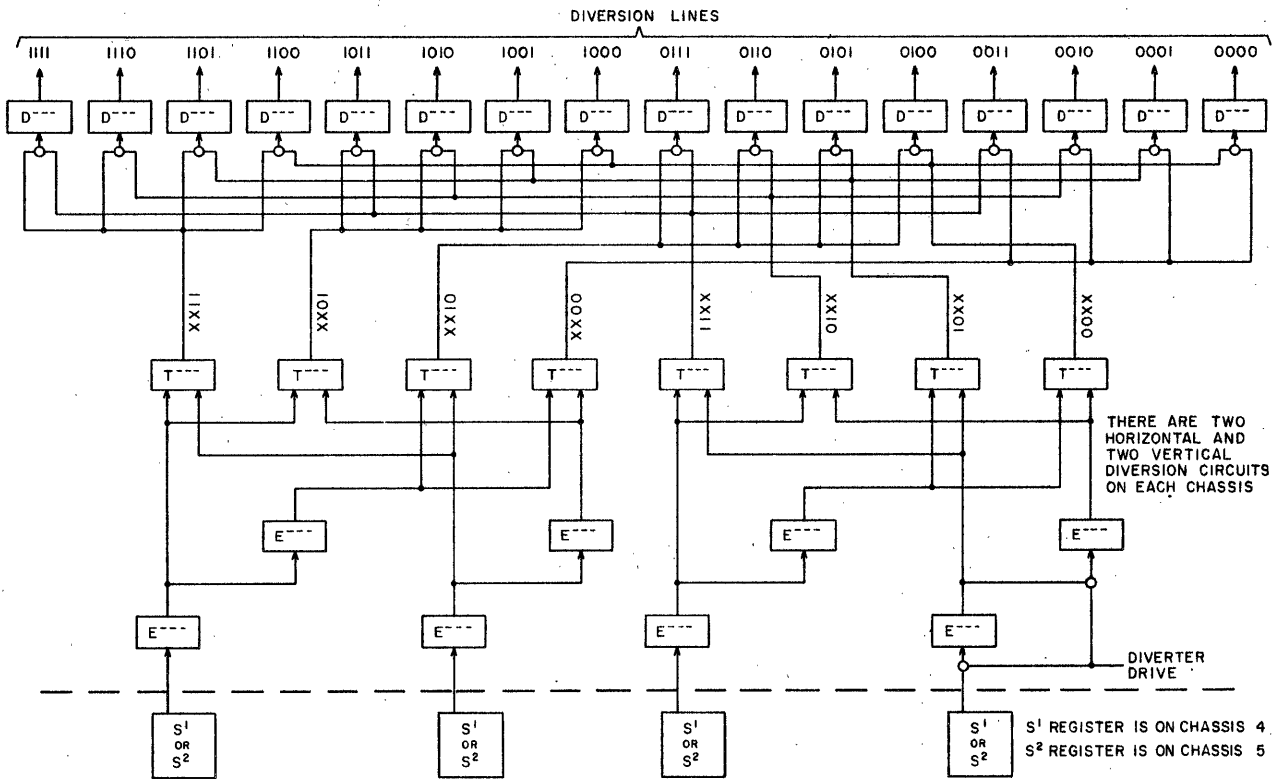 DIVERSION LINES
1111 1110 1101 1100 1011 1010 1001 1000 0111 0110 0101 0100 0011 0010 0001 0000
D---- D---- D---- D---- D---- D---- D---- D---- D---- D---- D---- D---- D---- D---- D---- D----
11XX 10XX 01XX 00XX XX11 XX10 XX01 XX00
T---- T---- T---- T---- T---- T---- T---- T----
THERE ARE TWO
HORIZONTAL AND
TWO VERTICAL
DIVERSION CIRCUITS
ON EACH CHASSIS
E---- E---- E---- E----
E---- E---- E---- E----
DIVERTER
DRIVE
S¹ S¹ S¹ S¹
OR OR OR OR
S² S² S² S²
S¹ REGISTER IS ON CHASSIS 4
S² REGISTER IS ON CHASSIS 5